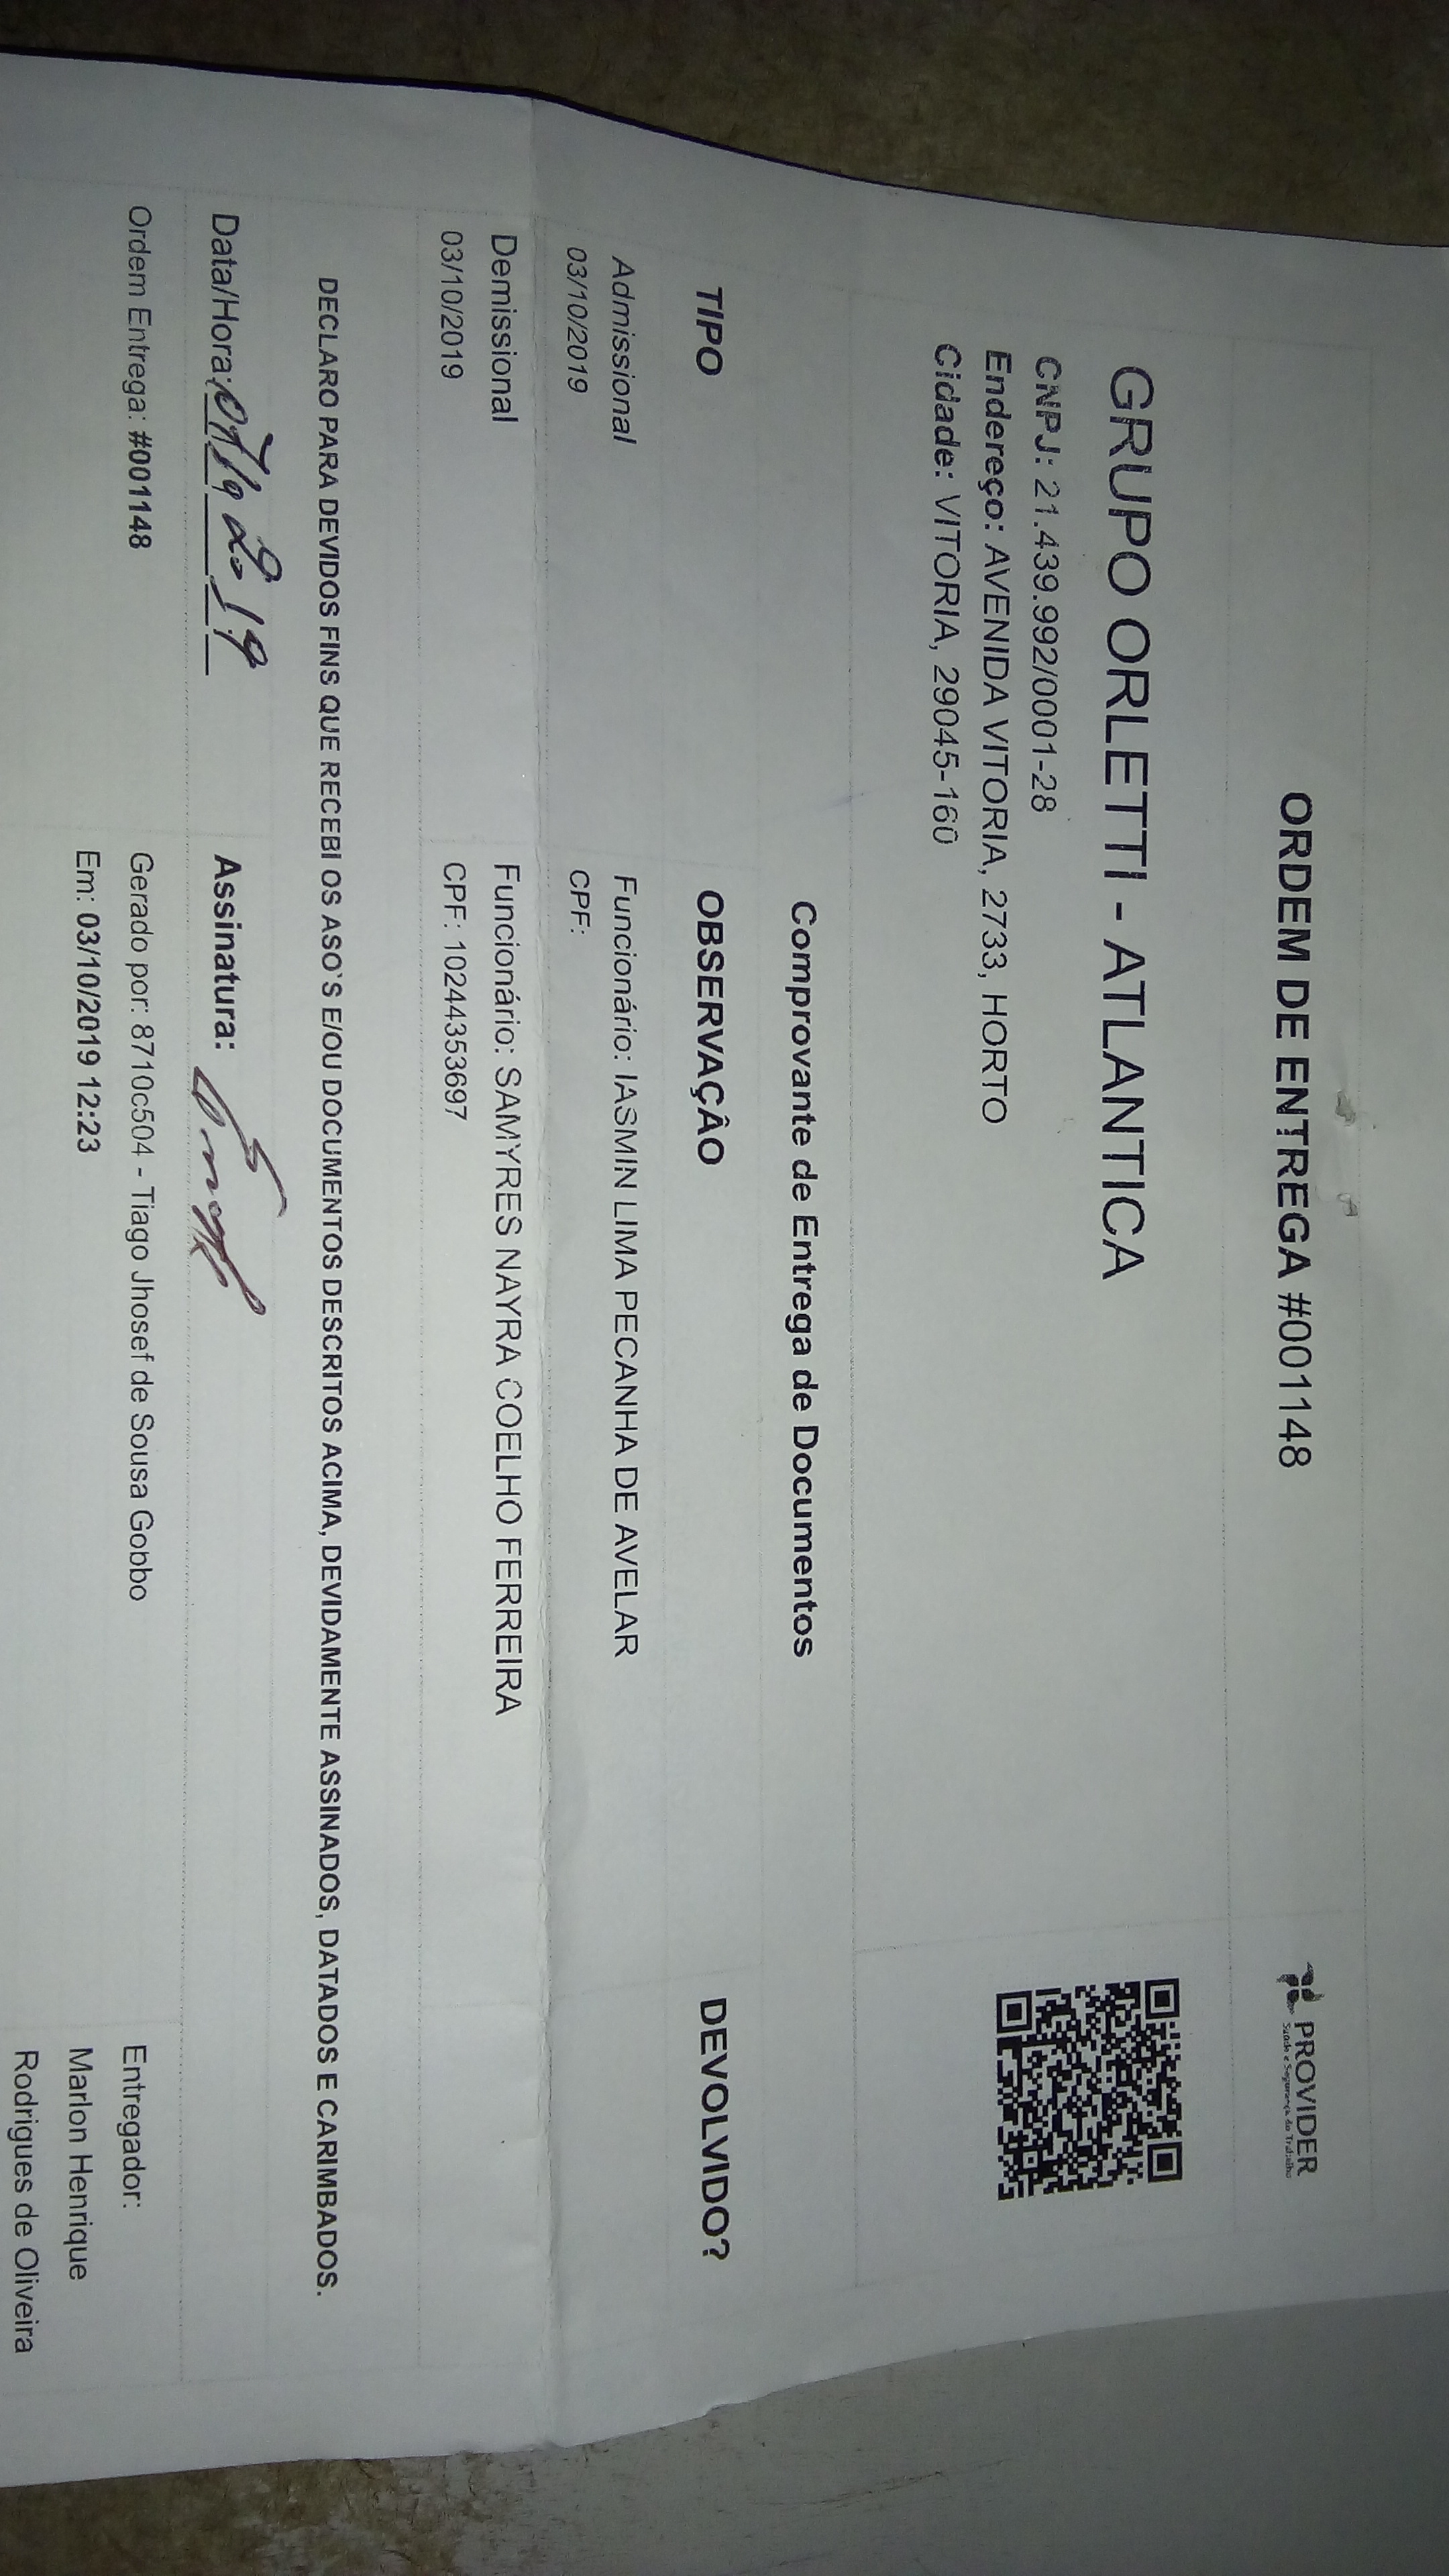 ORDEM DE ENTREGA #001148
PROVIDER
Saúde e Segurança do Trabalho
GRUPO ORLETTI - ATLANTICA
CNPJ: 21.439.992/0001-28
Endereço: AVENIDA VITORIA, 2733, HORTO
Cidade: VITORIA, 29045-160
Comprovante de Entrega de Documentos
TIPO OBSERVAÇÂO DEVOLVIDO?
Admissional Funcionário: IASMIN LIMA PECANHA DE AVELAR
03/10/2019 CPF:
Demissional Funcionário: SAMYRES NAYRA COELHO FERREIRA
03/10/2019 CPF: 10244353697
DECLARO PARA DEVIDOS FINS QUE RECEBI OS ASO'S E/OU DOCUMENTOS DESCRITOS ACIMA, DEVIDAMENTE ASSINADOS, DATADOS E CARIMBADOS.
Data/Hora: Assinatura:
Ordem Entrega: #001148 Gerado por: 8710c504 - Tiago Jhosef de Sousa Gobbo Entregador:
Em: 03/10/2019 12:23 Marlon Henrique
Rodrigues de Oliveira